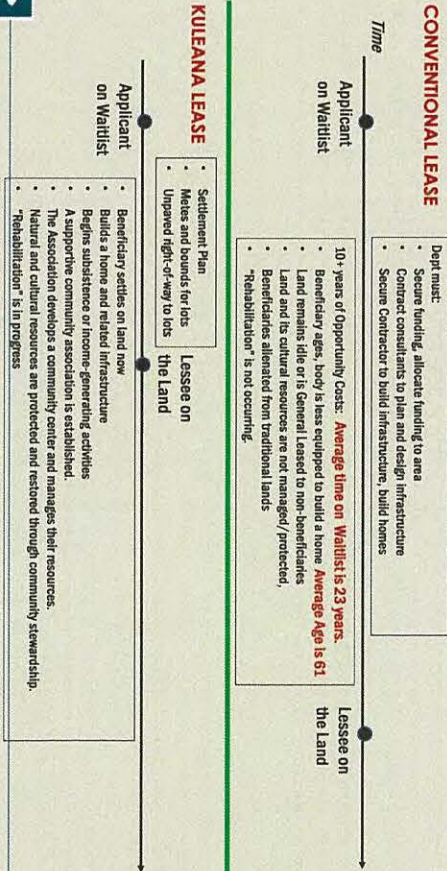 CONVENTIONAL LEASE
Dept must:
• Secure funding, allocate funding to area
• Contract consultants to plan and design infrastructure
• Secure Contractor to build infrastructure, build homes
Time
Applicant
on Waitlist
Lessee on
the Land
10+ years of Opportunity Costs: Average time on Waitlist is 23 years.
• Beneficiary ages, body is less equipped to build a home Average Age is 61
• Land remains idle or is General Leased to non-beneficiaries
• Land and its cultural resources are not managed/protected,
• Beneficiaries alienated from traditional lands
• "Rehabilitation" is not occurring.
KULEANA LEASE
• Settlement Plan
• Metes and bounds for lots
• Unpaved right-of-way to lots
Applicant
on Waitlist
Lessee on
the Land
• Beneficiary settles on land now
• Builds a home and related infrastructure
• Begins subsistence or income-generating activities
• A supportive community association is established.
• The Association develops a community center and manages their resources.
• Natural and cultural resources are protected and restored through community stewardship.
• "Rehabilitation" is in progress